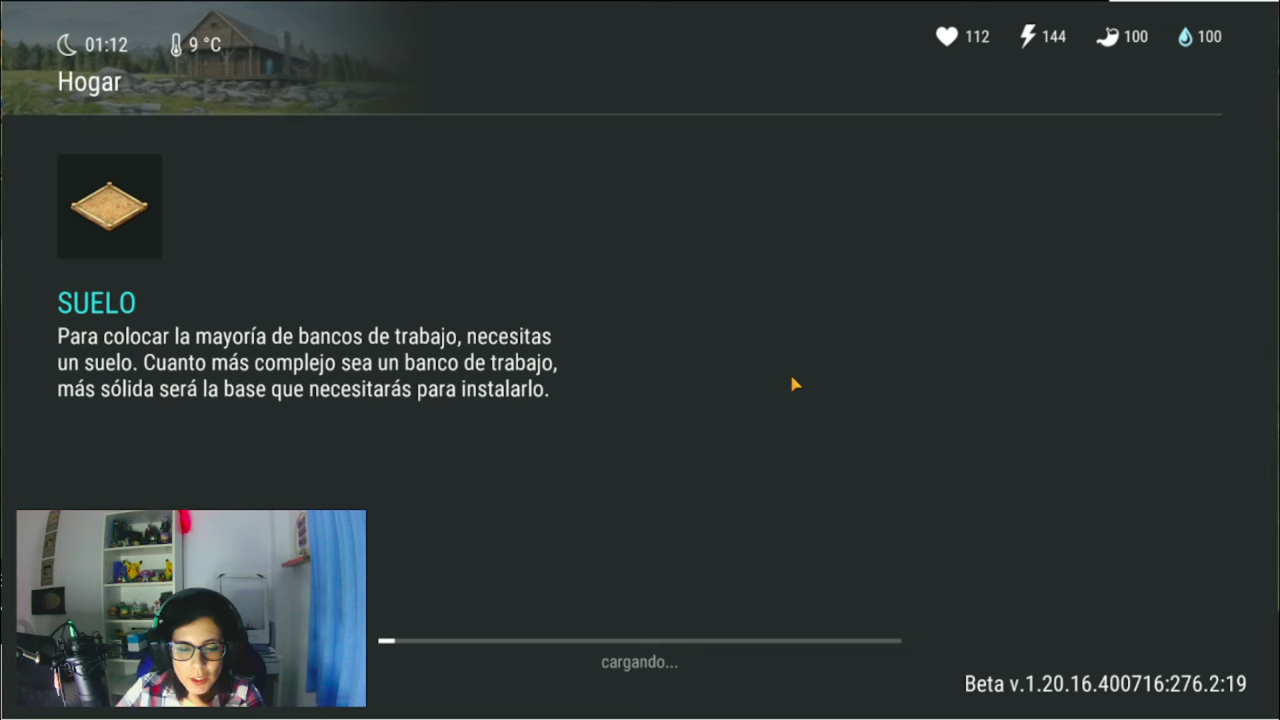 01:12 9 °C 112 144 100 100
Hogar
SUELO
Para colocar la mayoría de bancos de trabajo, necesitas
un suelo. Cuanto más complejo sea un banco de trabajo,
más sólida será la base que necesitarás para instalarlo.
cargando...
Beta v.1.20.16.400716:276.2:19